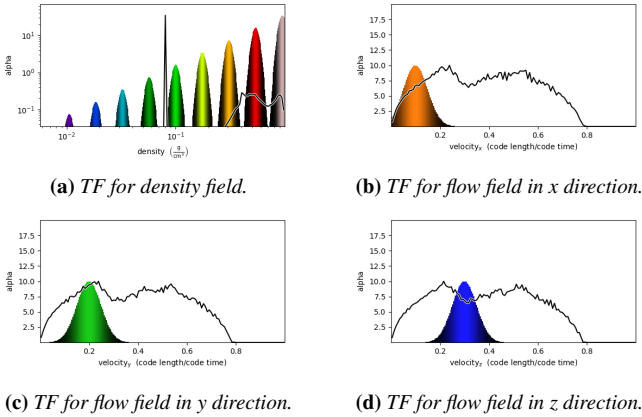 alpha
10¹
10⁰
10⁻¹
10⁻² 10⁻¹
density (g/cm³)
(a) TF for density field.
alpha
17.5
15.0
12.5
10.0
7.5
5.0
2.5
0.2 0.4 0.6 0.8
velocityₓ (code length/code time)
(b) TF for flow field in x direction.
alpha
17.5
15.0
12.5
10.0
7.5
5.0
2.5
0.2 0.4 0.6 0.8
velocityᵧ (code length/code time)
(c) TF for flow field in y direction.
alpha
17.5
15.0
12.5
10.0
7.5
5.0
2.5
0.2 0.4 0.6 0.8
velocity_z (code length/code time)
(d) TF for flow field in z direction.